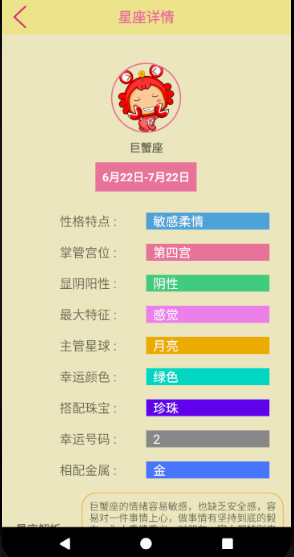 星座详情
巨蟹座
6月22日-7月22日
性格特点： 敏感柔情
掌管宫位： 第四宫
显阴阳性： 阴性
最大特征： 感觉
主管星球： 月亮
幸运颜色： 绿色
搭配珠宝： 珍珠
幸运号码： 2
相配金属： 金
巨蟹座的情绪容易敏感，也缺乏安全感，容
易对一件事情上心，做事情有坚持到底的毅